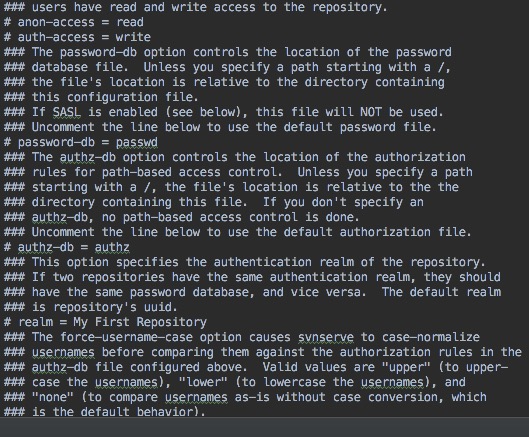 ### users have read and write access to the repository.
# anon-access = read
# auth-access = write
### The password-db option controls the location of the password
### database file.  Unless you specify a path starting with a /,
### the file's location is relative to the directory containing
### this configuration file.
### If SASL is enabled (see below), this file will NOT be used.
### Uncomment the line below to use the default password file.
# password-db = passwd
### The authz-db option controls the location of the authorization
### rules for path-based access control.  Unless you specify a path
### starting with a /, the file's location is relative to the the
### directory containing this file.  If you don't specify an
### authz-db, no path-based access control is done.
### Uncomment the line below to use the default authorization file.
# authz-db = authz
### This option specifies the authentication realm of the repository.
### If two repositories have the same authentication realm, they should
### have the same password database, and vice versa.  The default realm
### is repository's uuid.
# realm = My First Repository
### The force-username-case option causes svnserve to case-normalize
### usernames before comparing them against the authorization rules in the
### authz-db file configured above.  Valid values are "upper" (to upper-
### case the usernames), "lower" (to lowercase the usernames), and
### "none" (to compare usernames as-is without case conversion, which
### is the default behavior).